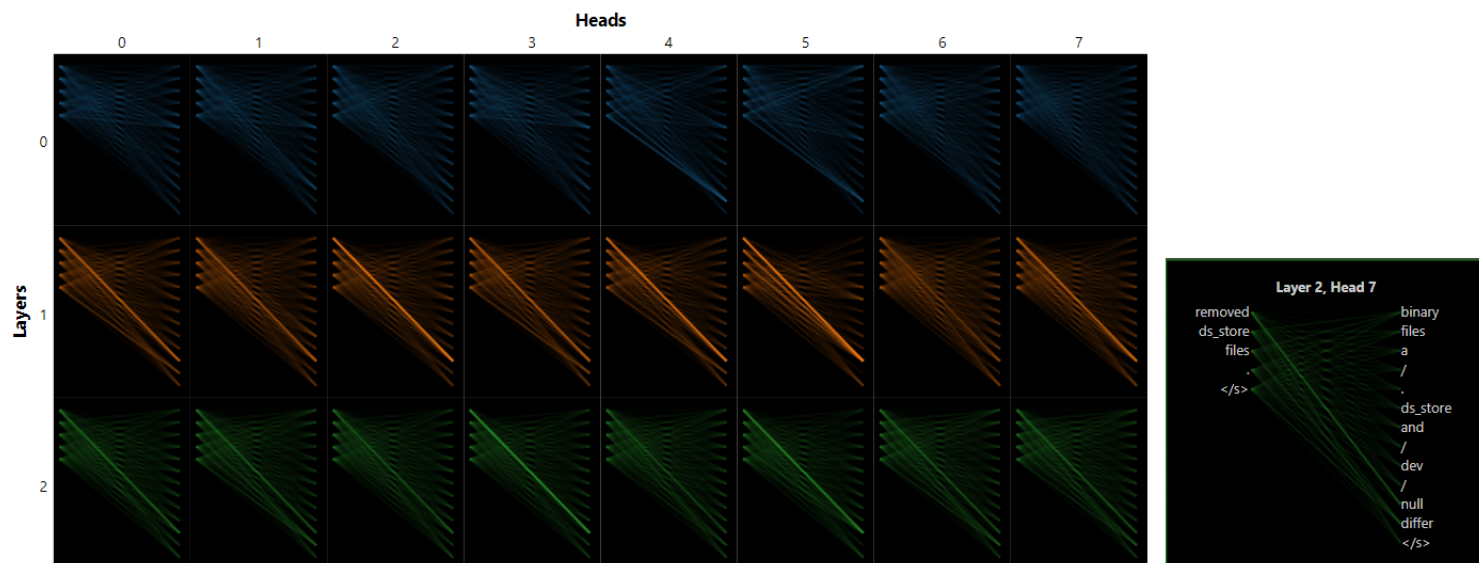 Heads
0 1 2 3 4 5 6 7
Layers
0
1
2
Layer 2, Head 7
removed binary
ds_store files
files a
. /
</s> .
ds_store
and
/
dev
/
null
differ
</s>